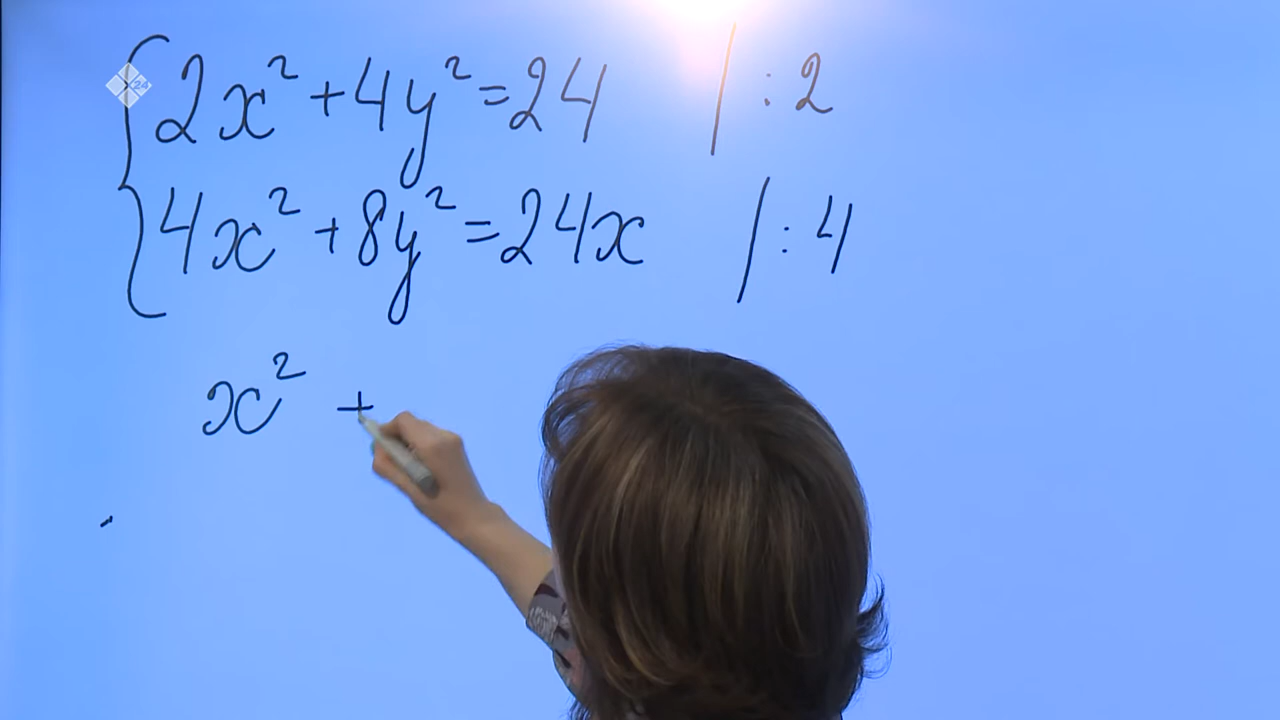 2x² + 4y² = 24 | : 2
4x² + 8y² = 24x | : 4
x² +